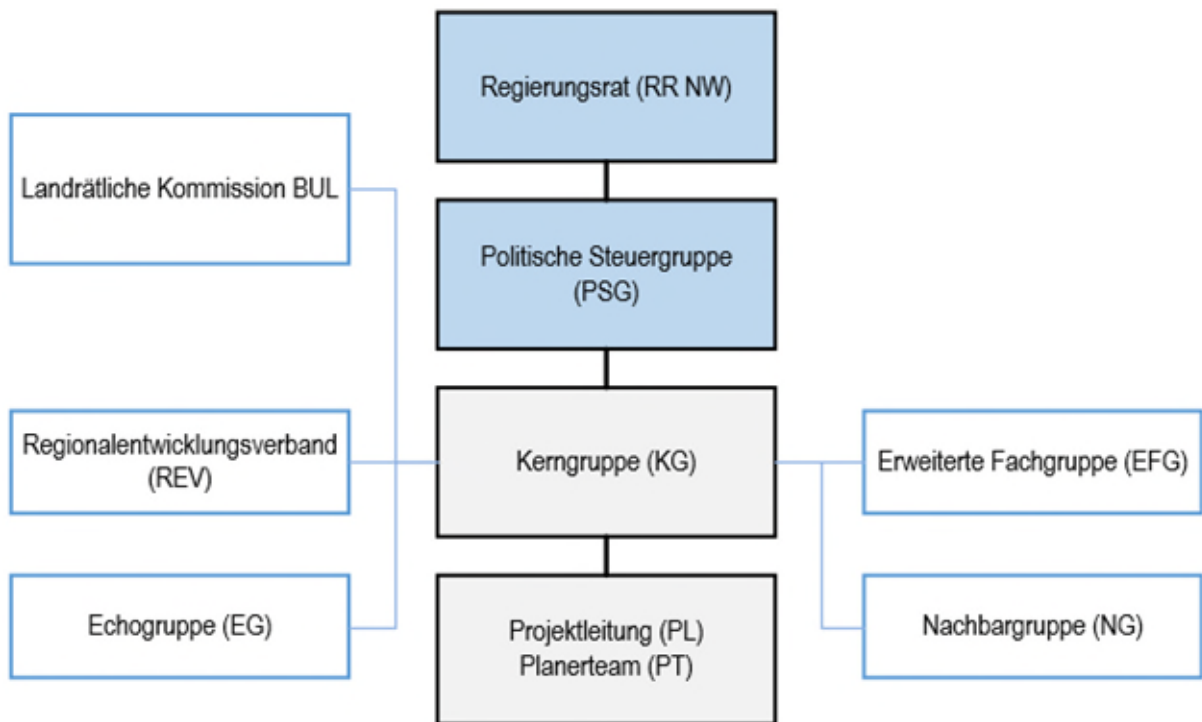 Regierungsrat (RR NW)
Landrätliche Kommission BUL
Politische Steuergruppe
(PSG)
Regionalentwicklungsverband
(REV)
Kerngruppe (KG)
Erweiterte Fachgruppe (EFG)
Echogruppe (EG)
Projektleitung (PL)
Planerteam (PT)
Nachbargruppe (NG)